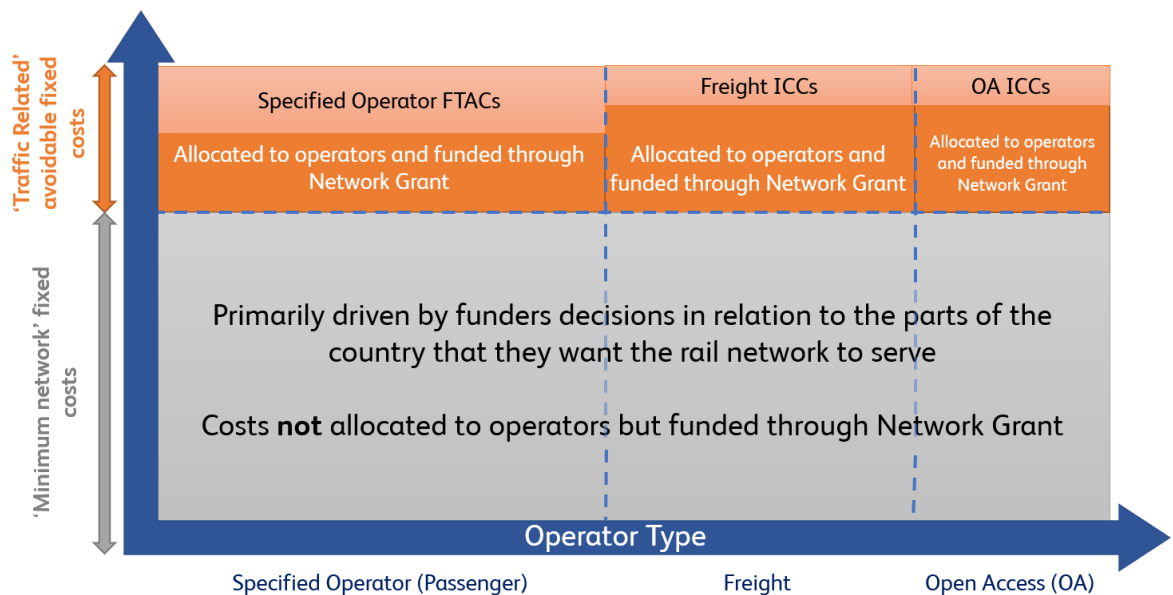 'Traffic Related'
avoidable fixed
costs
Specified Operator FTACs
Freight ICCs
OA ICCs
Allocated to operators and funded through
Network Grant
Allocated to operators and
funded through Network Grant
Allocated to operators
and funded through
Network Grant
'Minimum network' fixed
costs
Primarily driven by funders decisions in relation to the parts of the
country that they want the rail network to serve
Costs not allocated to operators but funded through Network Grant
Operator Type
Specified Operator (Passenger)
Freight
Open Access (OA)